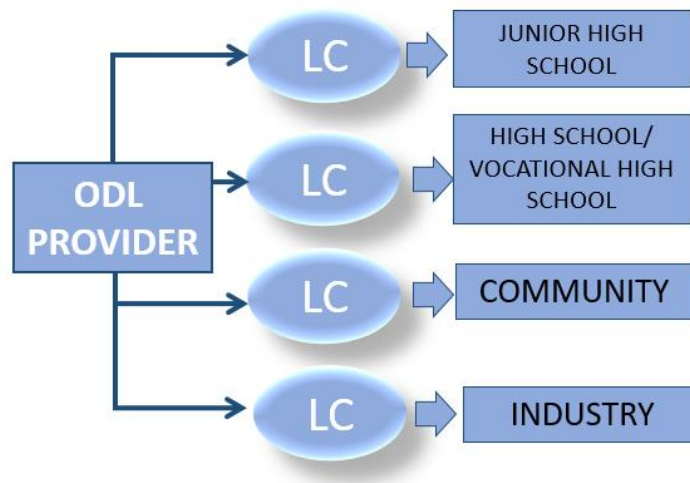 LC
JUNIOR HIGH
SCHOOL
LC
HIGH SCHOOL/
VOCATIONAL HIGH
SCHOOL
ODL
PROVIDER
LC
COMMUNITY
LC
INDUSTRY